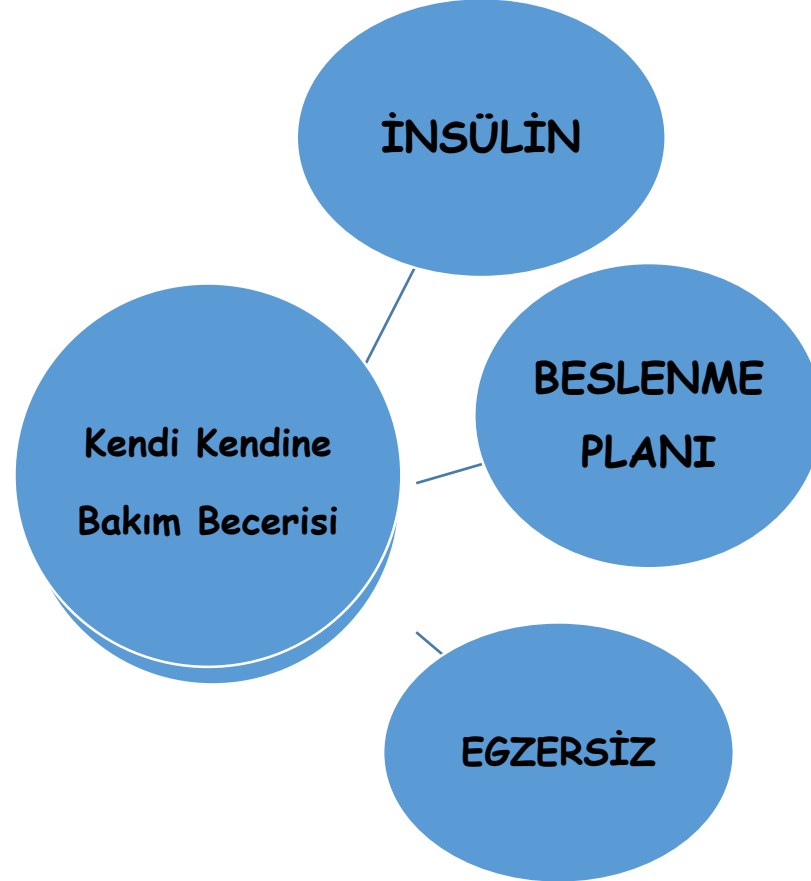 İNSÜLİN
BESLENME
PLANI
Kendi Kendine
Bakım Becerisi
EGZERSİZ